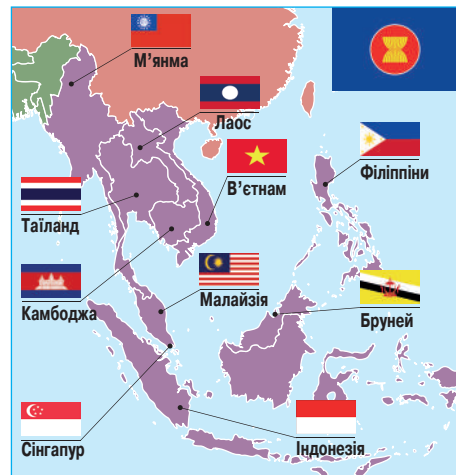 М'янма
Лаос
В'єтнам
Філіппіни
Таїланд
Камбоджа
Малайзія
Бруней
Сінгапур
Індонезія